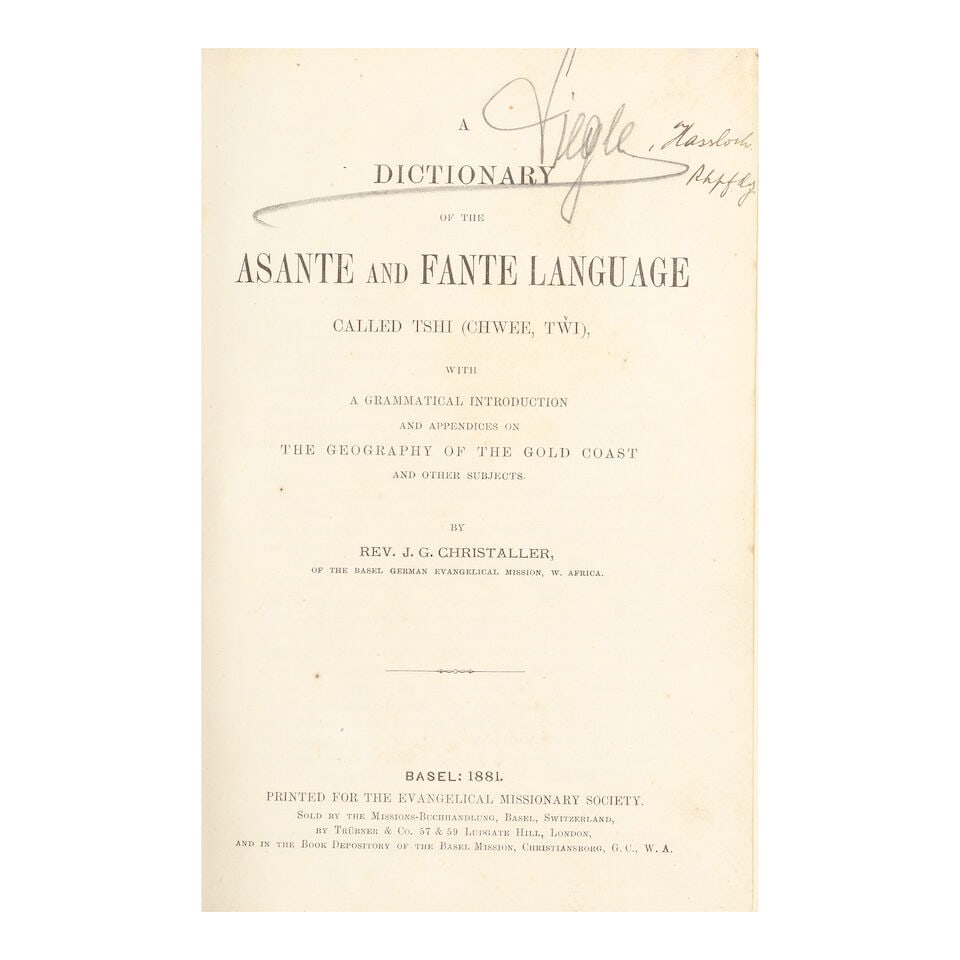 A
DICTIONARY
OF THE
ASANTE AND FANTE LANGUAGE
CALLED TSHI (CHWEE, TW̌I),
WITH
A GRAMMATICAL INTRODUCTION
AND APPENDICES ON
THE GEOGRAPHY OF THE GOLD COAST
AND OTHER SUBJECTS.
BY
REV. J. G. CHRISTALLER,
OF THE BASEL GERMAN EVANGELICAL MISSION, W. AFRICA.
BASEL: 1881.
PRINTED FOR THE EVANGELICAL MISSIONARY SOCIETY.
SOLD BY THE MISSIONS-BUCHHANDLUNG, BASEL, SWITZERLAND,
BY TRÜBNER & CO. 57 & 59 LUDGATE HILL, LONDON,
AND IN THE BOOK DEPOSITORY OF THE BASEL MISSION, CHRISTIANSBORG, G. C., W. A.